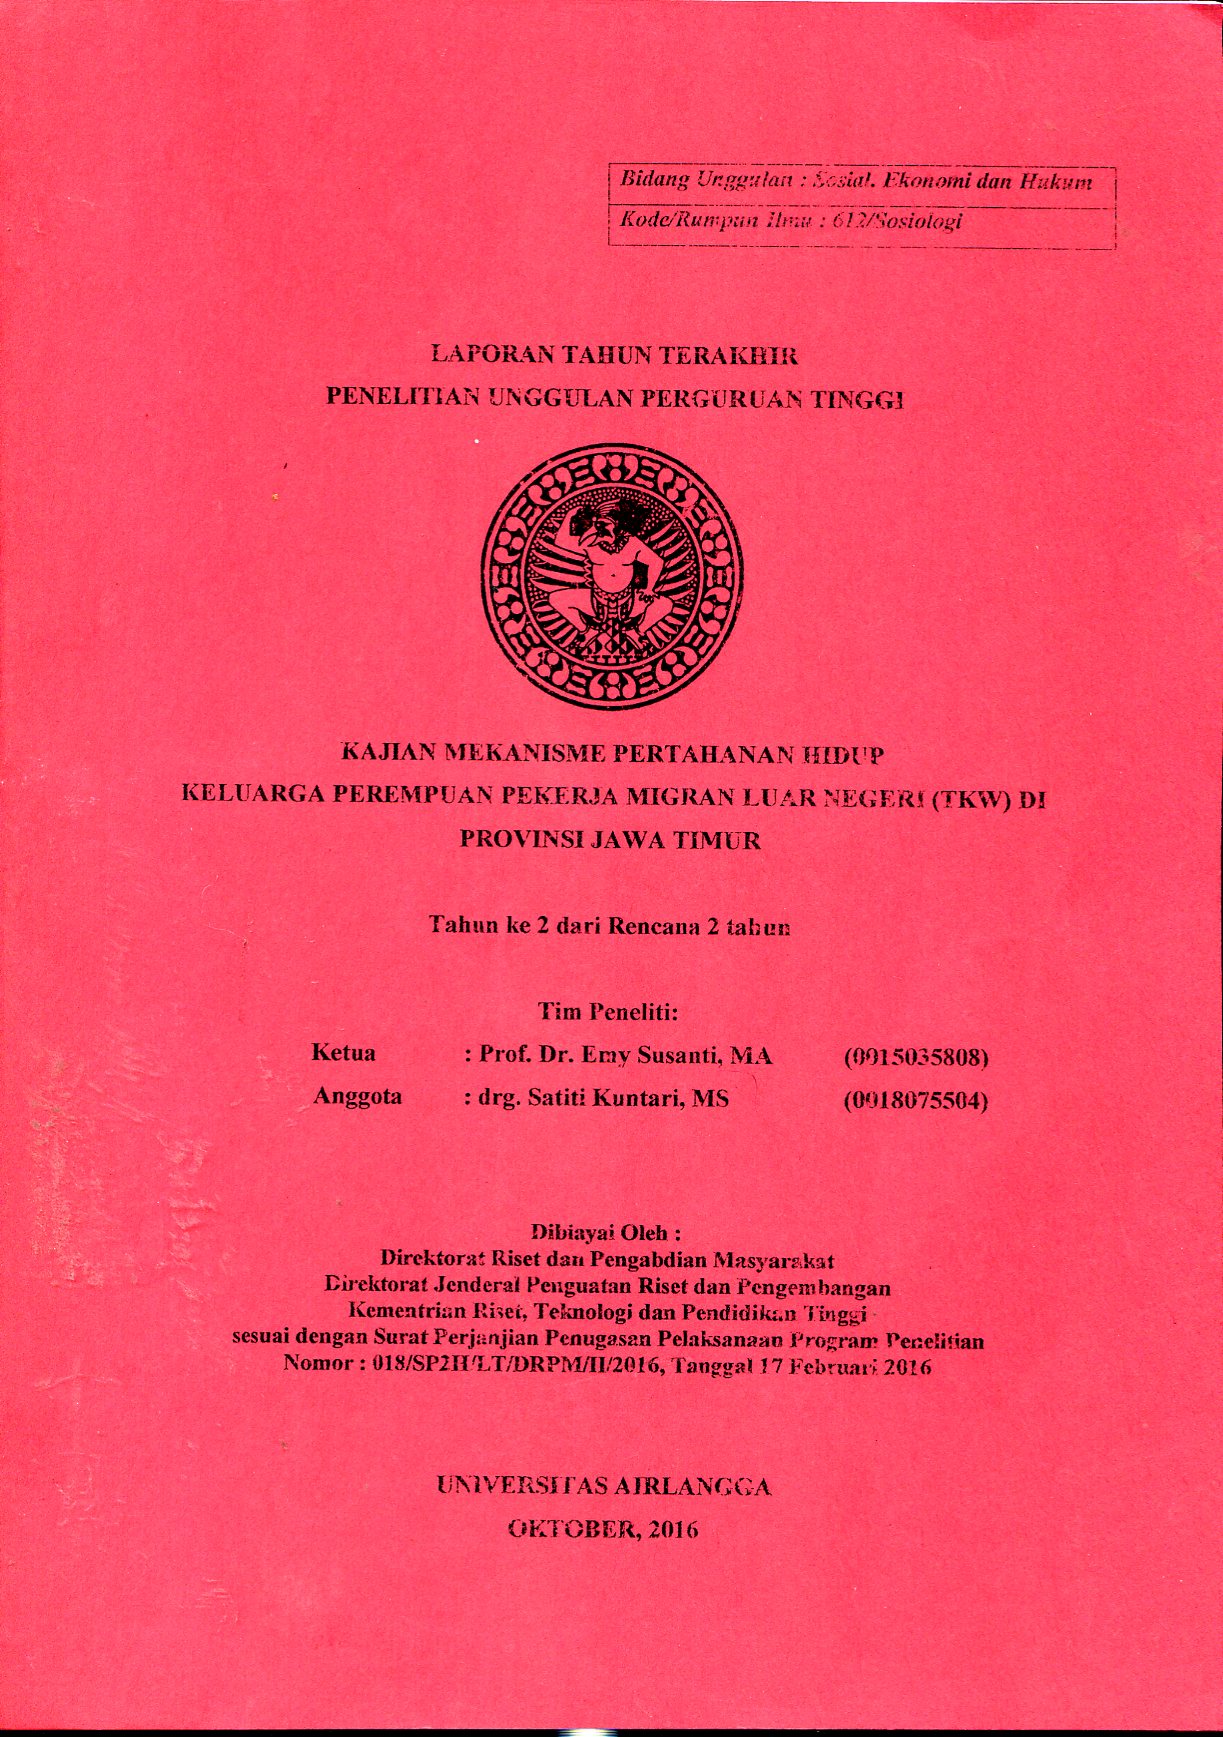 Bidang Unggulan : Sosial. Ekonomi dan Hukum
Kode/Rumpun Ilmu : 612/Sosiologi
LAPORAN TAHUN TERAKHIR
PENELITIAN UNGGULAN PERGURUAN TINGGI
KAJIAN MEKANISME PERTAHANAN HIDUP
KELUARGA PEREMPUAN PEKERJA MIGRAN LUAR NEGERI (TKW) DI
PROVINSI JAWA TIMUR
Tahun ke 2 dari Rencana 2 tahun
Tim Peneliti:
Ketua : Prof. Dr. Emy Susanti, MA (0015035808)
Anggota : drg. Satiti Kuntari, MS (0018075504)
Dibiayai Oleh :
Direktorat Riset dan Pengabdian Masyarakat
Direktorat Jenderal Penguatan Riset dan Pengembangan
Kementrian Riset, Teknologi dan Pendidikan Tinggi
sesuai dengan Surat Perjanjian Penugasan Pelaksanaan Program Penelitian
Nomor : 018/SP2H/LT/DRPM/II/2016, Tanggal 17 Februari 2016
UNIVERSITAS AIRLANGGA
OKTOBER, 2016